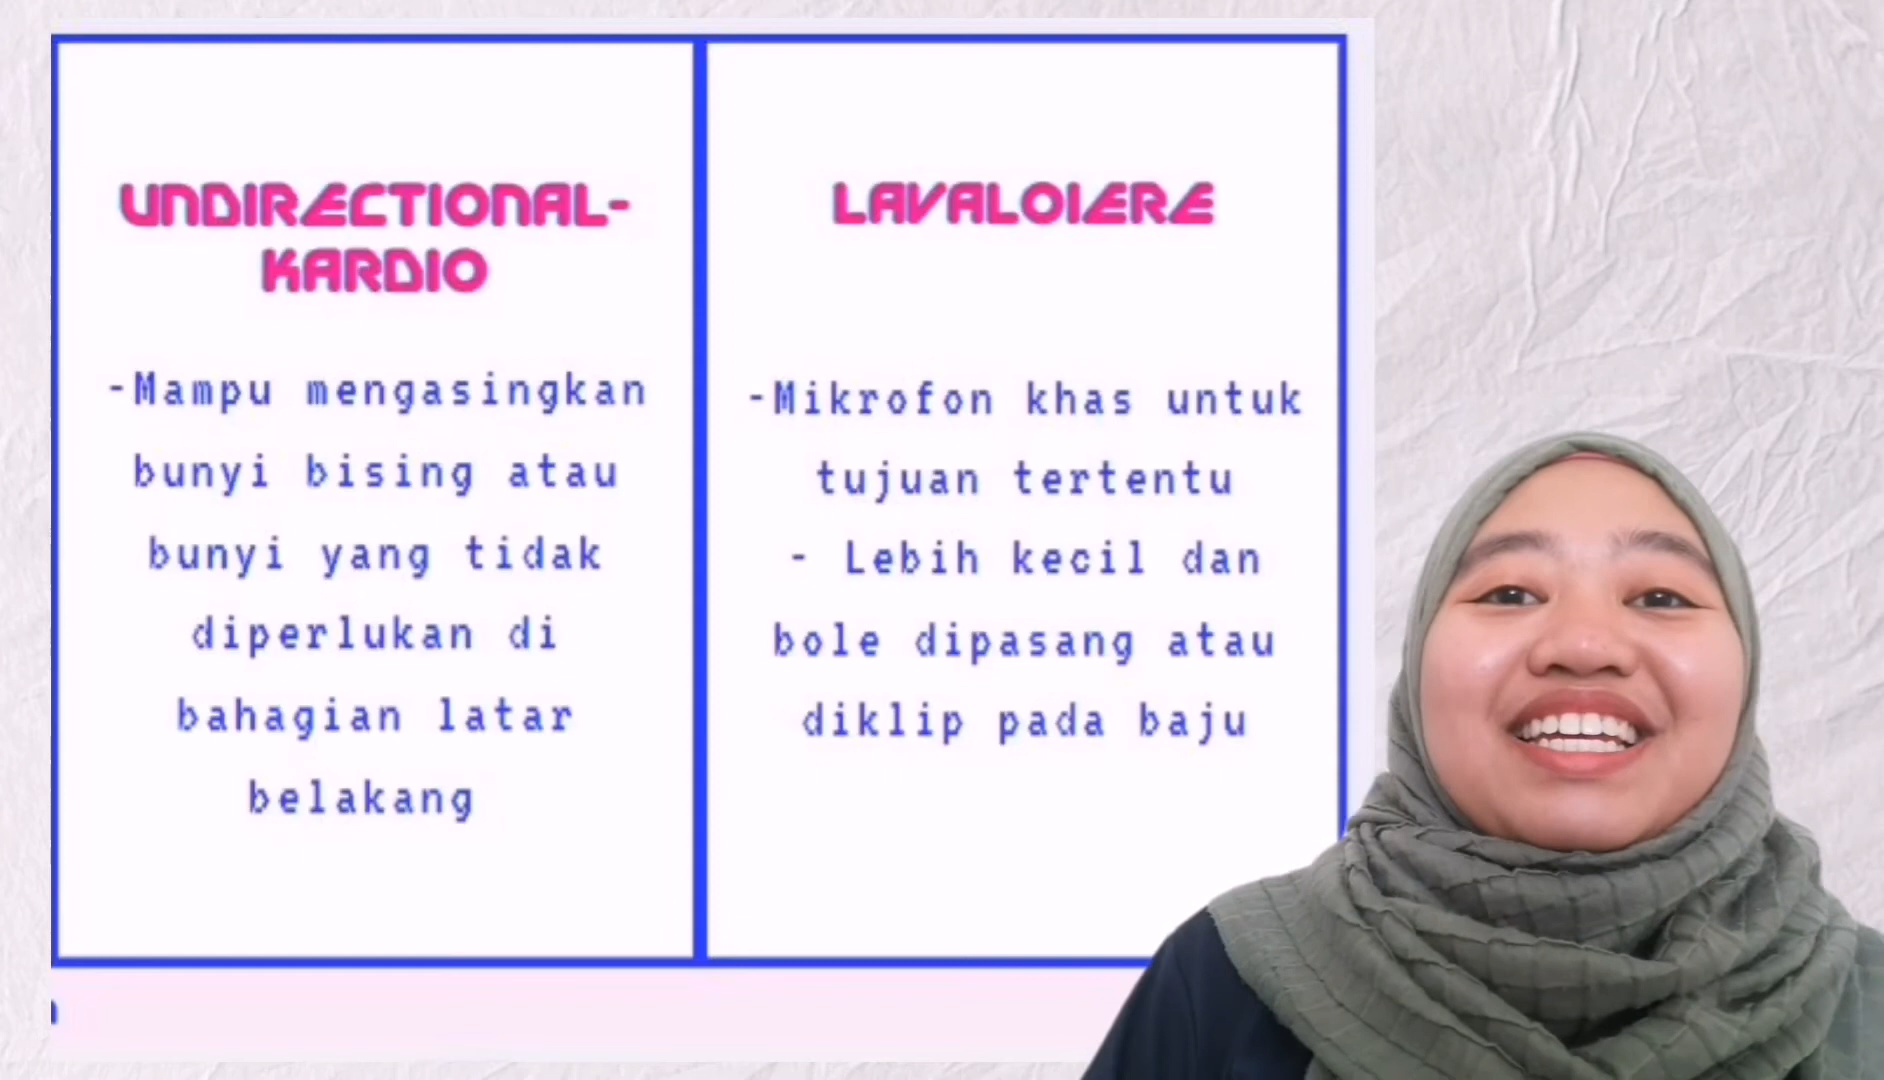 UNDIRECTIONAL-
KARDIO
-Mampu mengasingkan
bunyi bising atau
bunyi yang tidak
diperlukan di
bahagian latar
belakang
LAVALOIERE
-Mikrofon khas untuk
tujuan tertentu
- Lebih kecil dan
bole dipasang atau
diklip pada baju